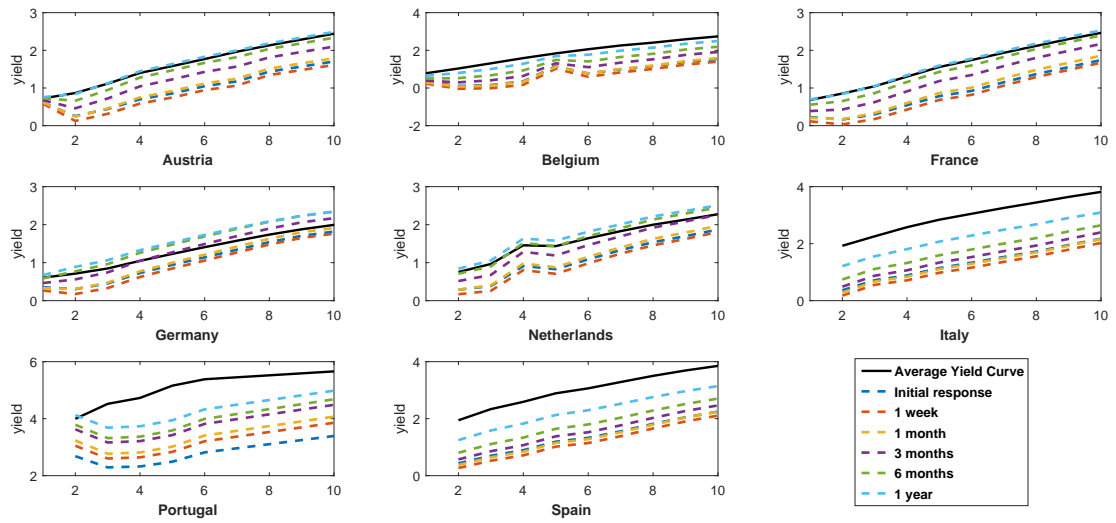 3
2
1
0
yield
2 4 6 8 10
Austria
4
2
0
-2
yield
2 4 6 8 10
Belgium
3
2
1
0
yield
2 4 6 8 10
France
3
2
1
0
yield
2 4 6 8 10
Germany
3
2
1
0
yield
2 4 6 8 10
Netherlands
4
2
0
yield
2 4 6 8 10
Italy
6
4
2
yield
2 4 6 8 10
Portugal
4
2
0
yield
2 4 6 8 10
Spain
Average Yield Curve
Initial response
1 week
1 month
3 months
6 months
1 year